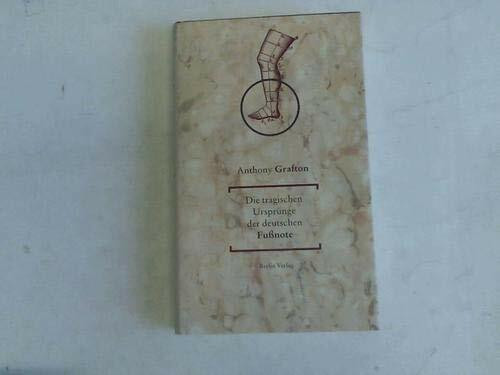 Anthony Grafton
Die tragischen
Ursprünge
der deutschen
Fußnote
Berlin Verlag